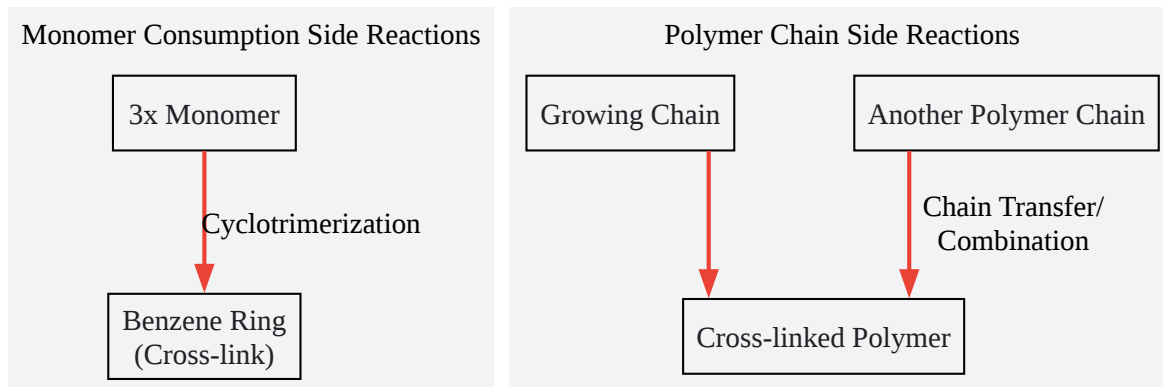 Monomer Consumption Side Reactions
3x Monomer
Cyclotrimerization
Benzene Ring
(Cross-link)
Polymer Chain Side Reactions
Growing Chain
Another Polymer Chain
Chain Transfer/
Combination
Cross-linked Polymer